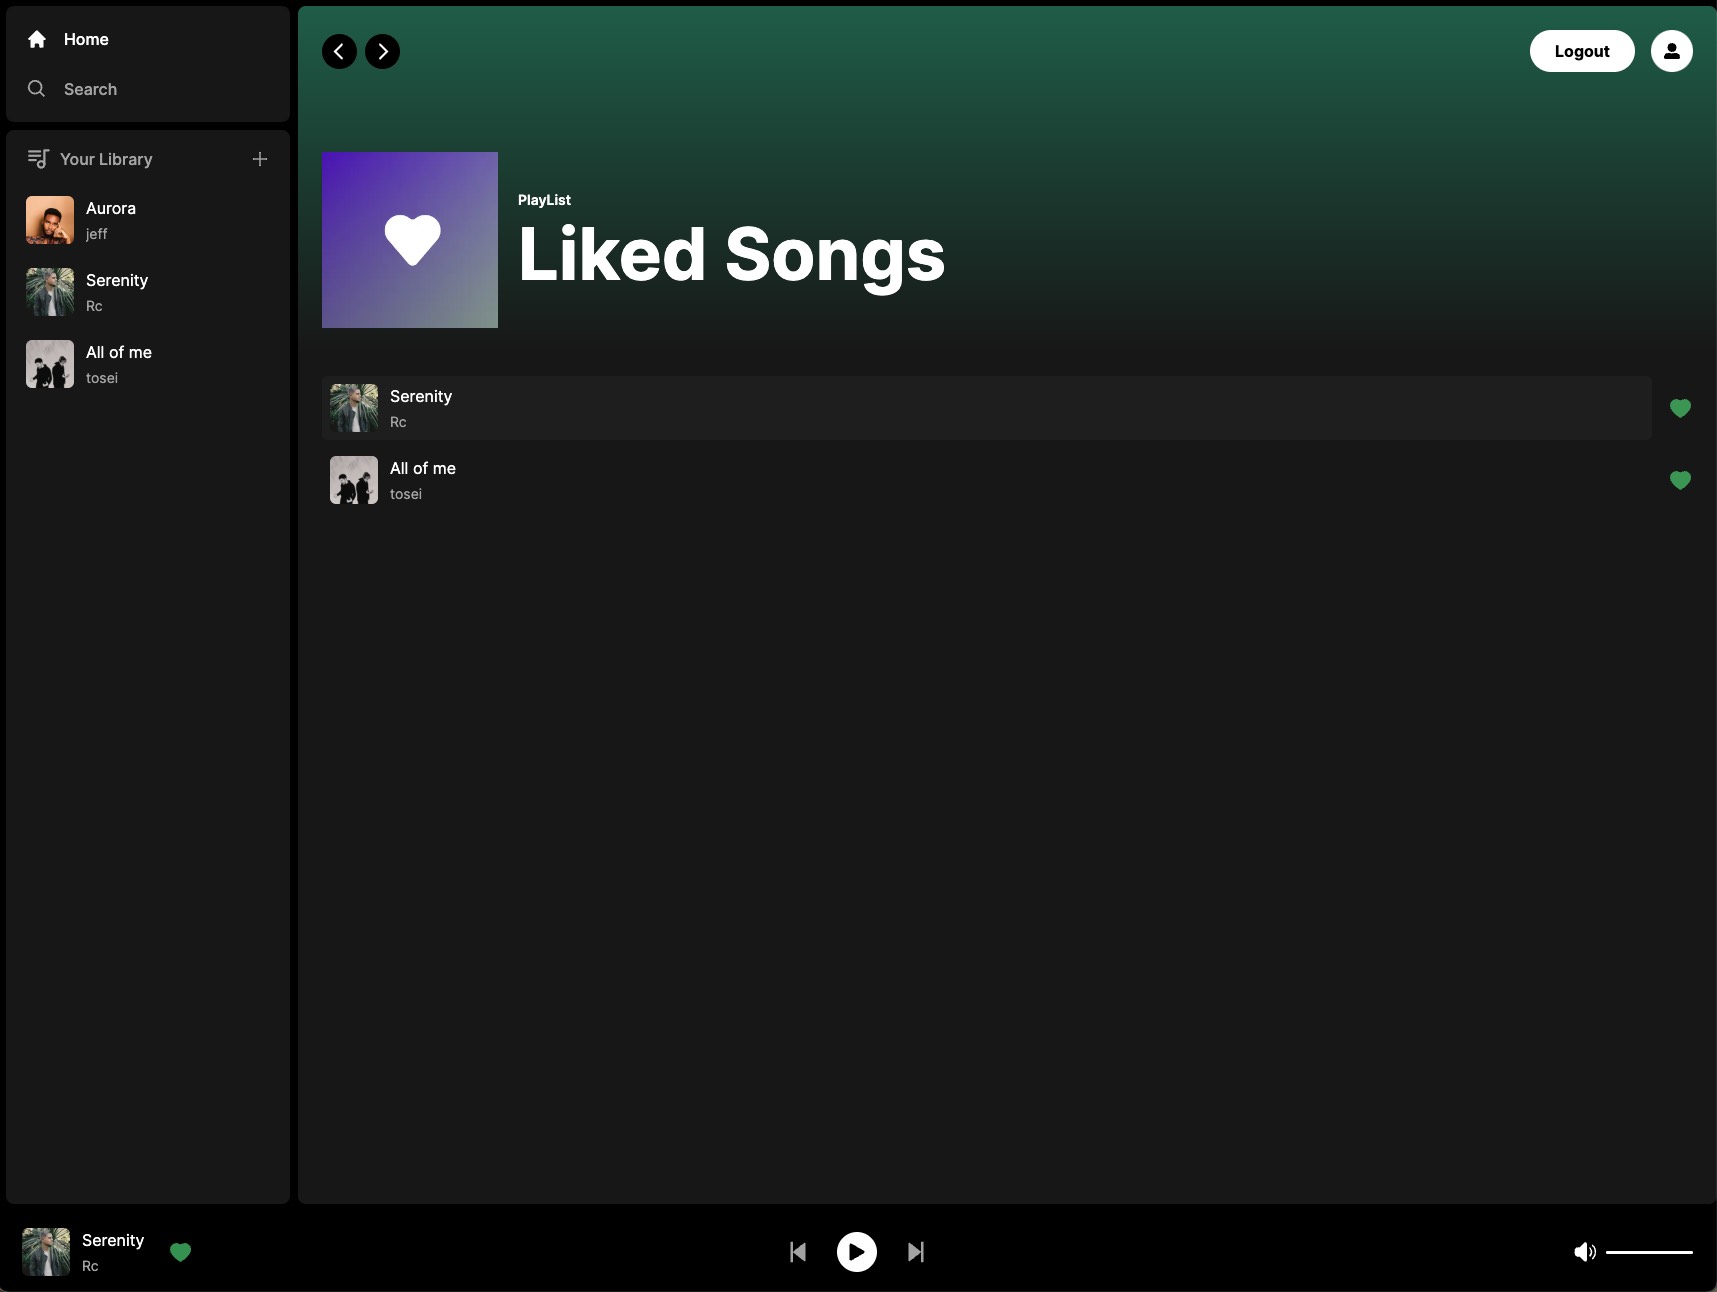 Home
Search
Your Library
Aurora
jeff
Serenity
Rc
All of me
tosei
Logout
PlayList
Liked Songs
Serenity
Rc
All of me
tosei
Serenity
Rc